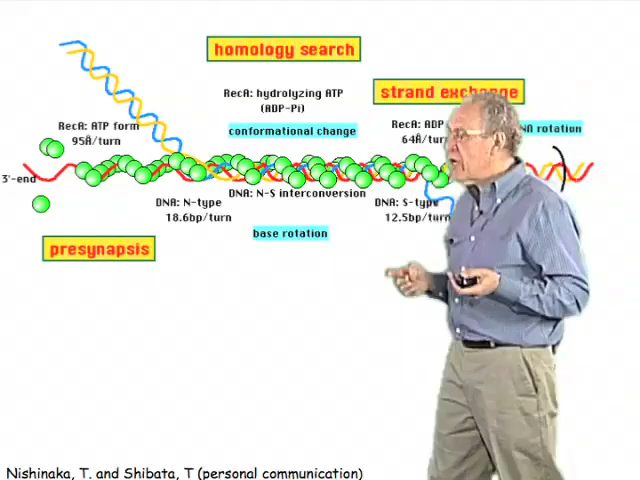 homology search
RecA: hydrolyzing ATP
(ADP-Pi)
strand exchange
conformational change
RecA: ATP form
95Å/turn
RecA: ADP
64Å/turn
rotation
3'-end
DNA: N-type
18.6bp/turn
DNA: N-S interconversion
DNA: S-type
12.5bp/turn
base rotation
presynapsis
Nishinaka, T. and Shibata, T (personal communication)